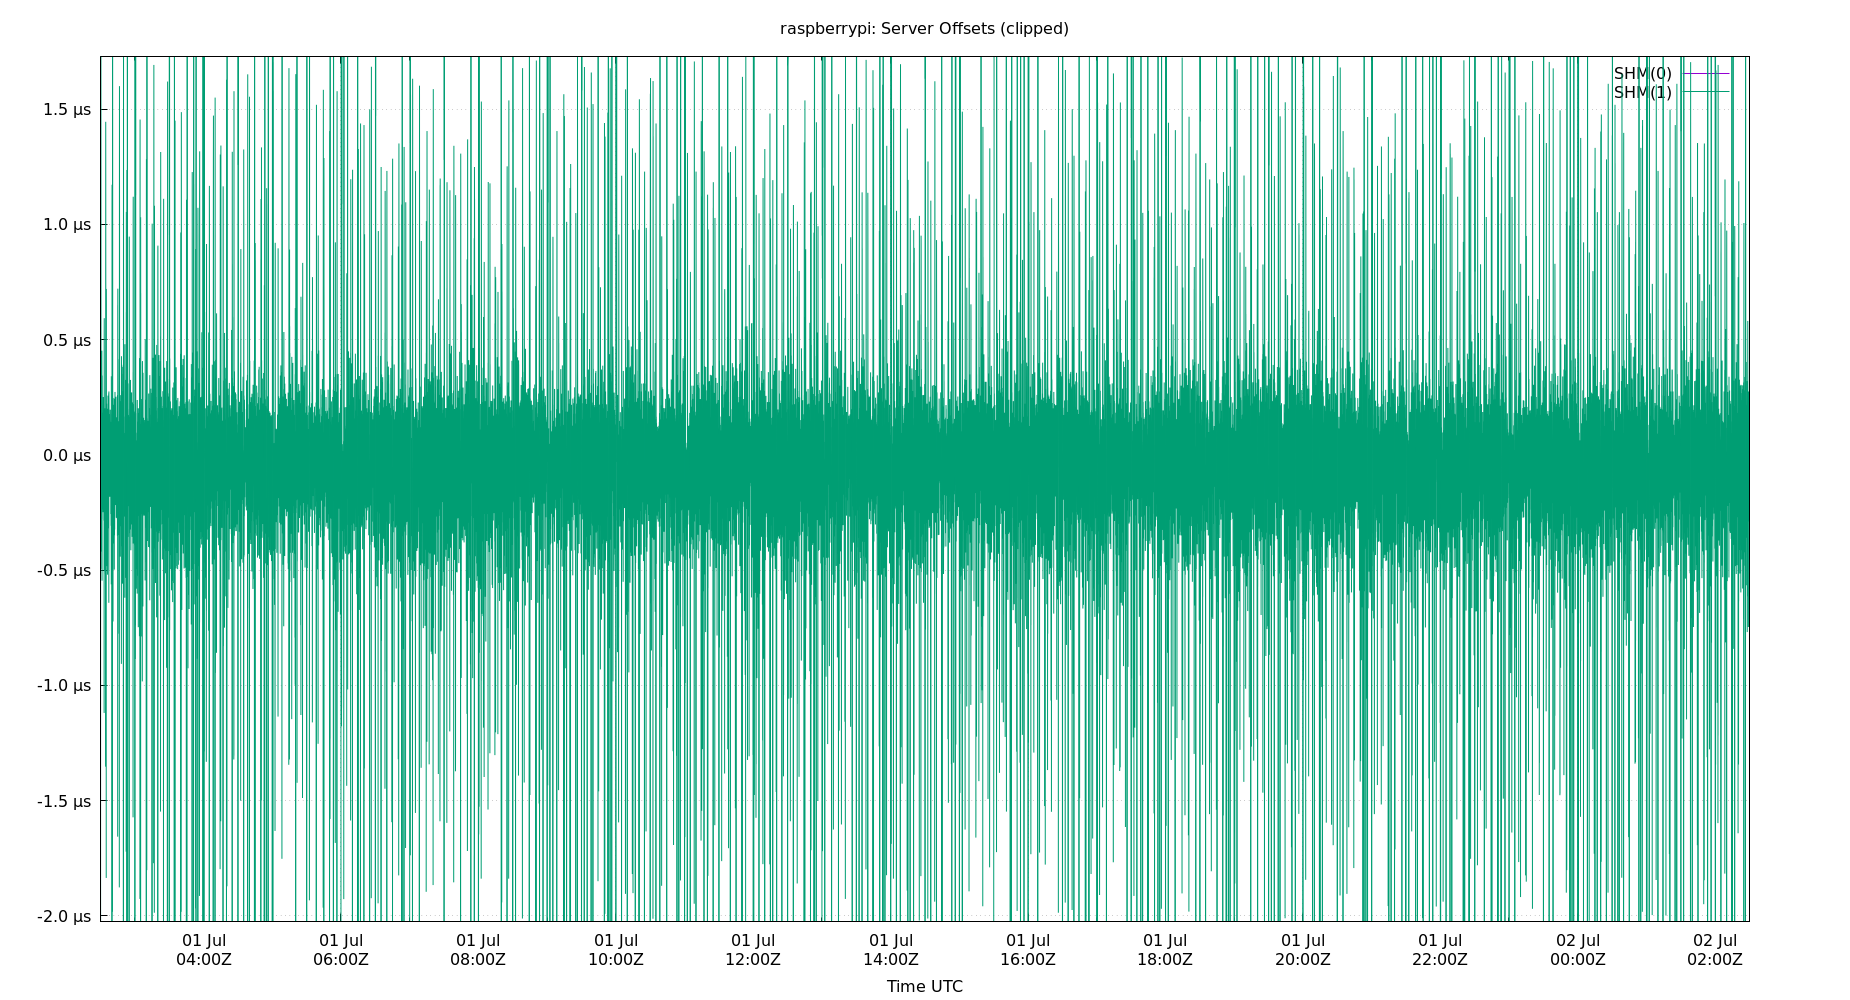 raspberrypi: Server Offsets (clipped)
SHM(0)
SHM(1)
1.5 µs
1.0 µs
0.5 µs
0.0 µs
-0.5 µs
-1.0 µs
-1.5 µs
-2.0 µs
01 Jul 01 Jul 01 Jul 01 Jul 01 Jul 01 Jul 01 Jul 01 Jul 01 Jul 01 Jul 02 Jul 02 Jul
04:00Z 06:00Z 08:00Z 10:00Z 12:00Z 14:00Z 16:00Z 18:00Z 20:00Z 22:00Z 00:00Z 02:00Z
Time UTC